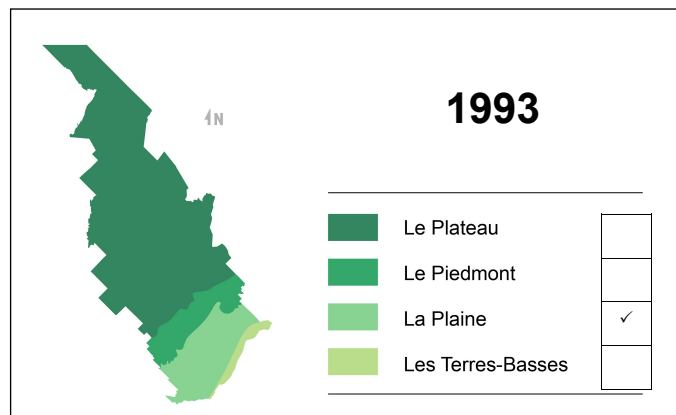 N
1993
Le Plateau
Le Piedmont
La Plaine ✓
Les Terres-Basses